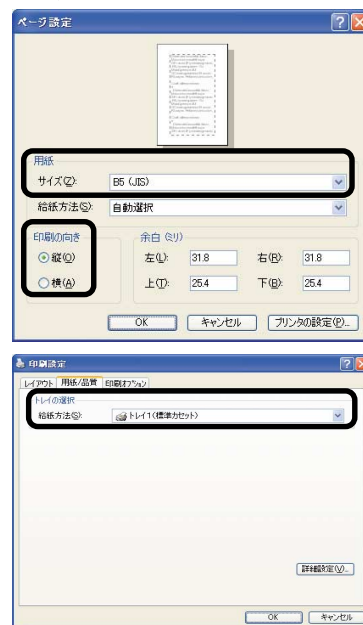 ページ設定
用紙
サイズ(Z): B5 (JIS)
給紙方法(S): 自動選択
印刷の向き 余白 (ミリ)
縦(O) 左(L): 31.8 右(R): 31.8
横(A) 上(T): 25.4 下(B): 25.4
OK キャンセル プリンタの設定(P)...
印刷設定
レイアウト 用紙/品質 印刷オプション
トレイの選択
給紙方法(S): トレイ1(標準カセット)
詳細設定(V)...
OK キャンセル